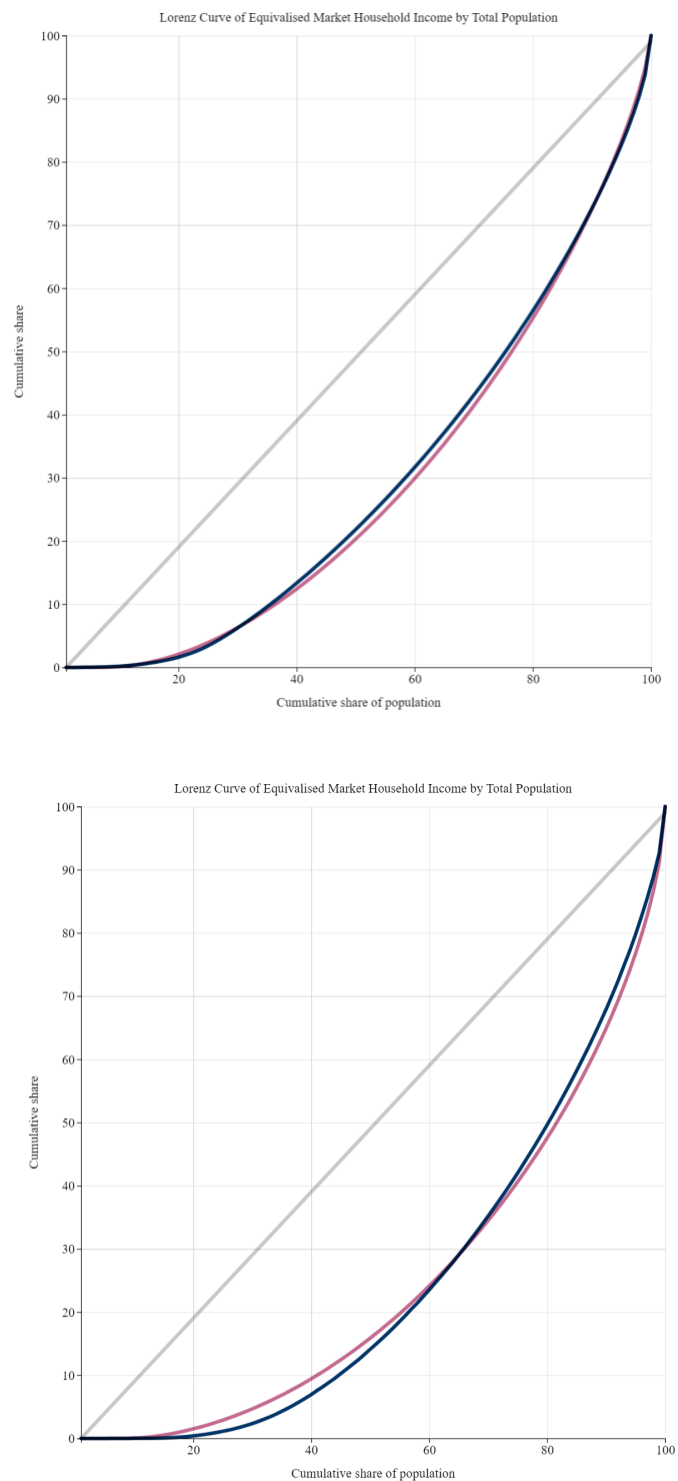 Lorenz Curve of Equivalised Market Household Income by Total Population
100
90
80
70
60
50
40
30
20
10
0
Cumulative share
20 40 60 80 100
Cumulative share of population
Lorenz Curve of Equivalised Market Household Income by Total Population
100
90
80
70
60
50
40
30
20
10
0
Cumulative share
20 40 60 80 100
Cumulative share of population